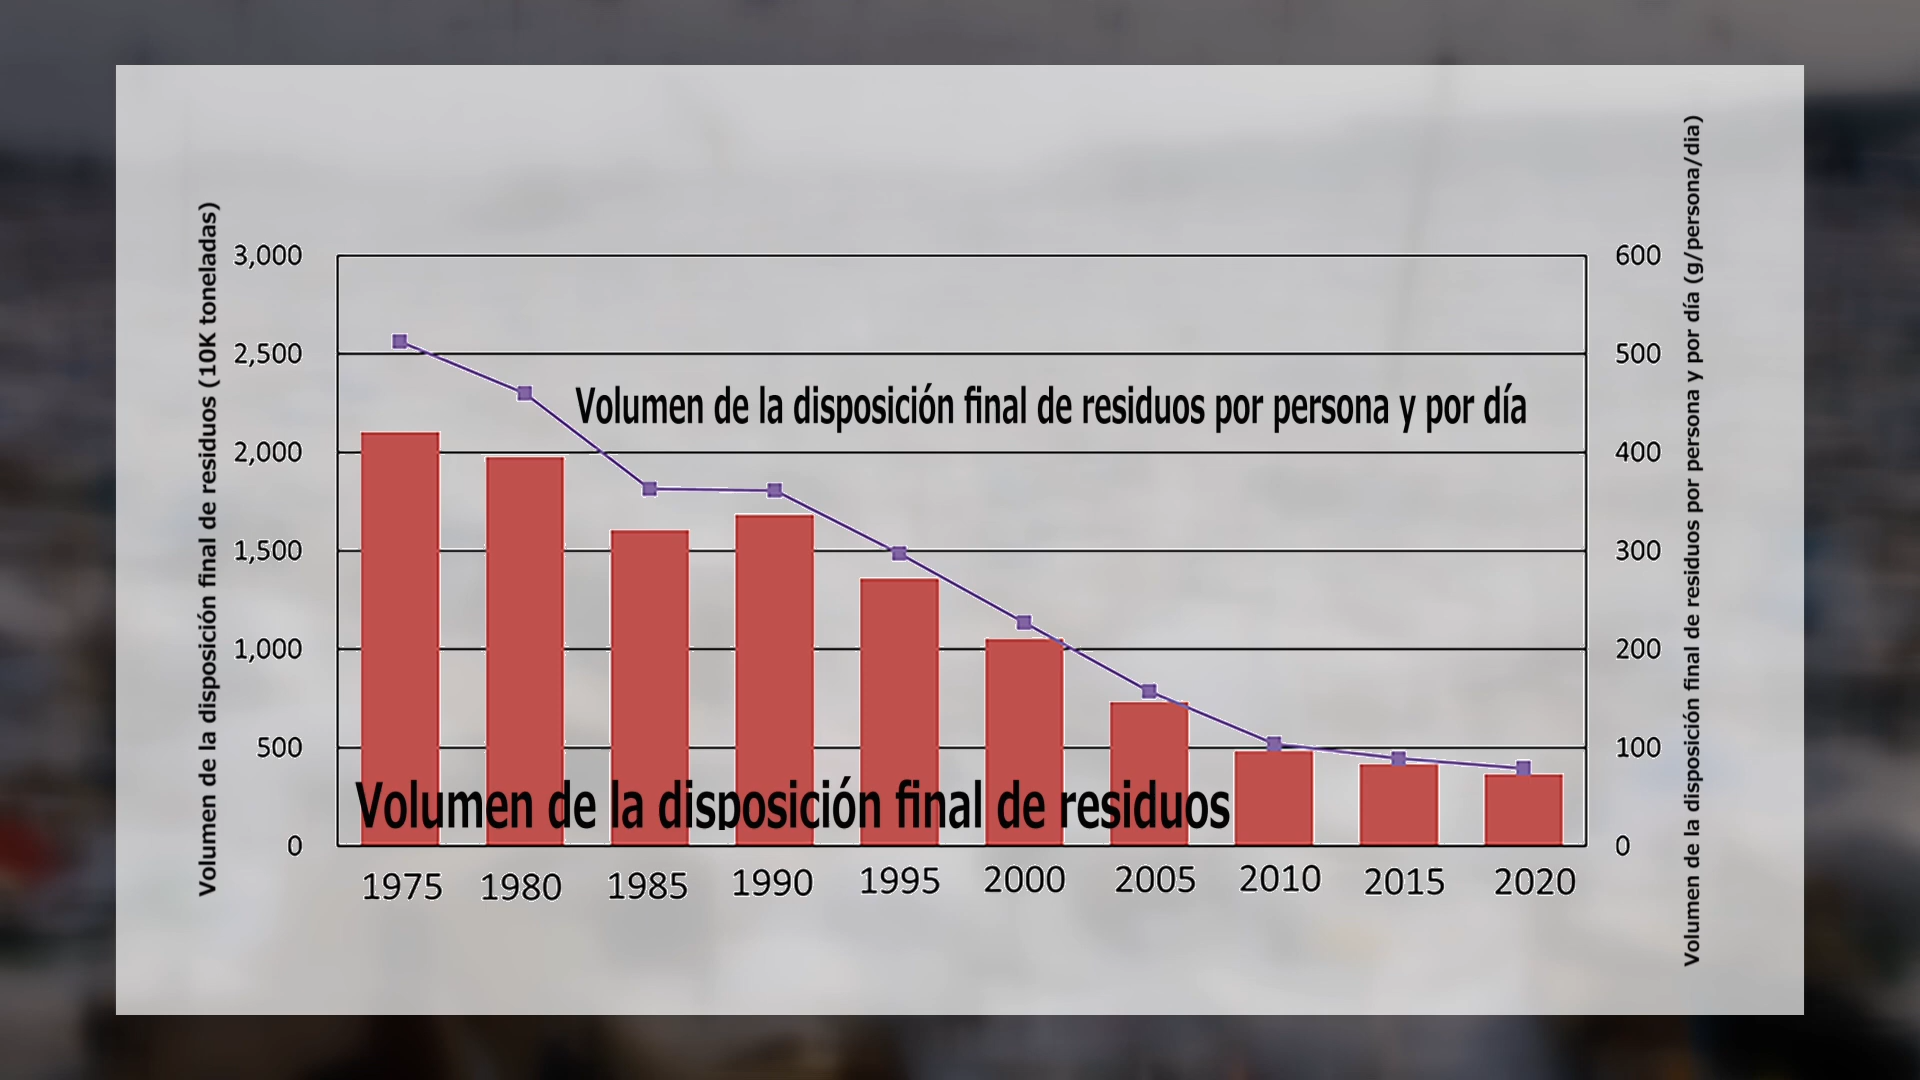 Volumen de la disposición final de residuos (10K toneladas)
3,000
2,500
2,000
1,500
1,000
500
0
Volumen de la disposición final de residuos por persona y por día
Volumen de la disposición final de residuos
600
500
400
300
200
100
0
Volumen de la disposición final de residuos por persona y por día (g/persona/dia)
1975 1980 1985 1990 1995 2000 2005 2010 2015 2020